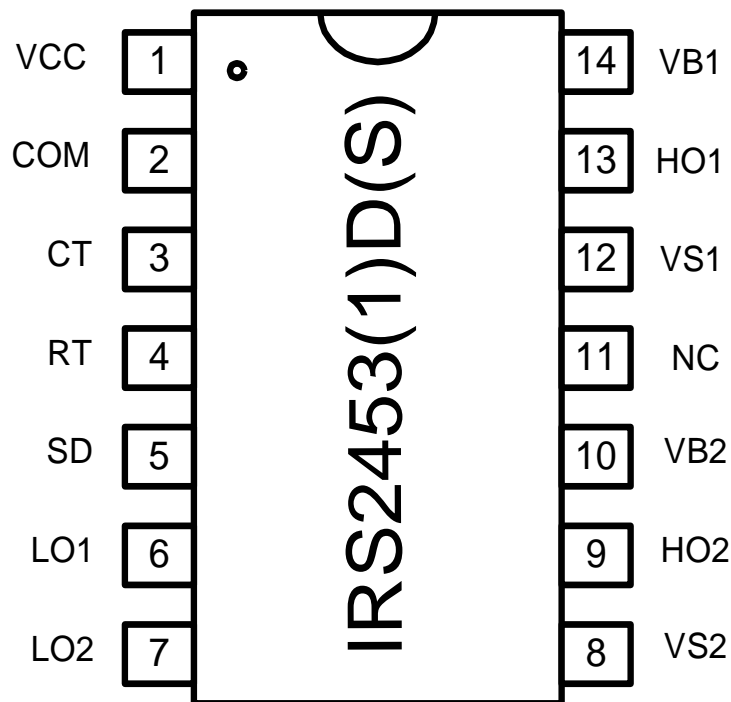 VCC 1 14 VB1
COM 2 13 HO1
CT 3 12 VS1
RT 4 11 NC
SD 5 10 VB2
LO1 6 9 HO2
LO2 7 8 VS2
IRS2453(1)D(S)